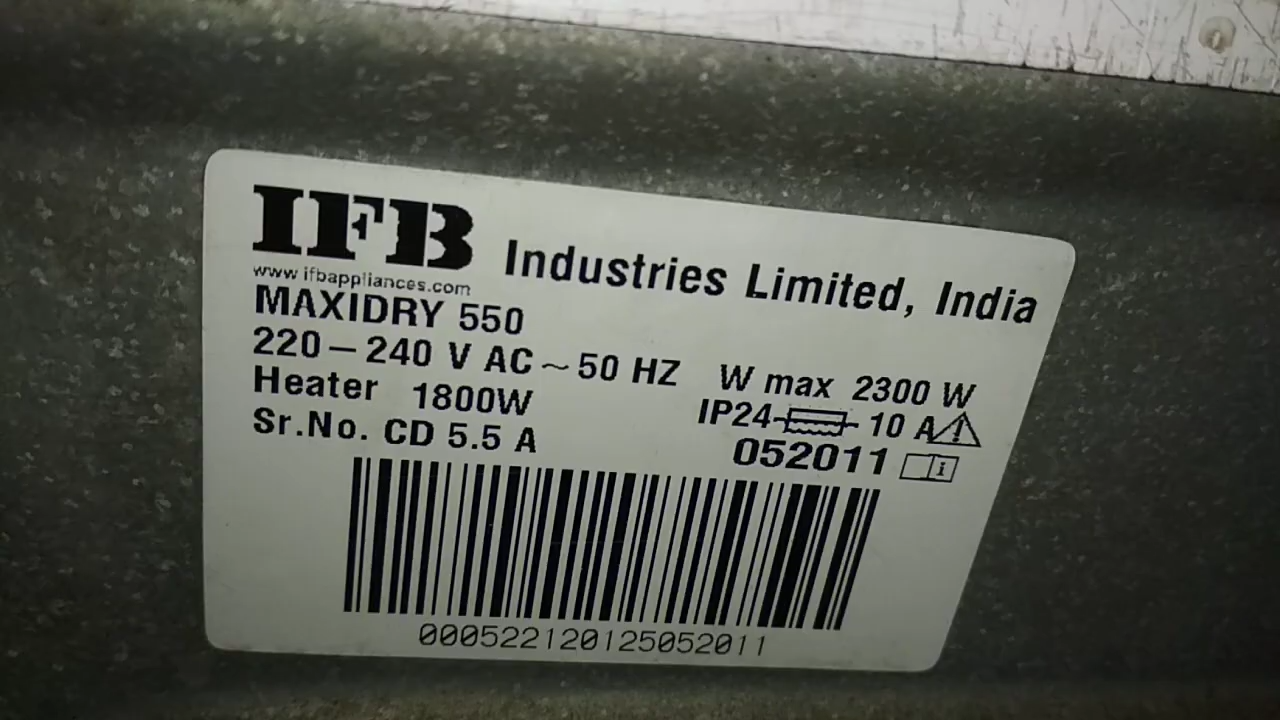 IFB Industries Limited, India
www.ifbappliances.com
MAXIDRY 550
220–240 V AC ~ 50 HZ W max 2300 W
Heater 1800W IP24 10 A
Sr.No. CD 5.5 A 052011
000522120125052011